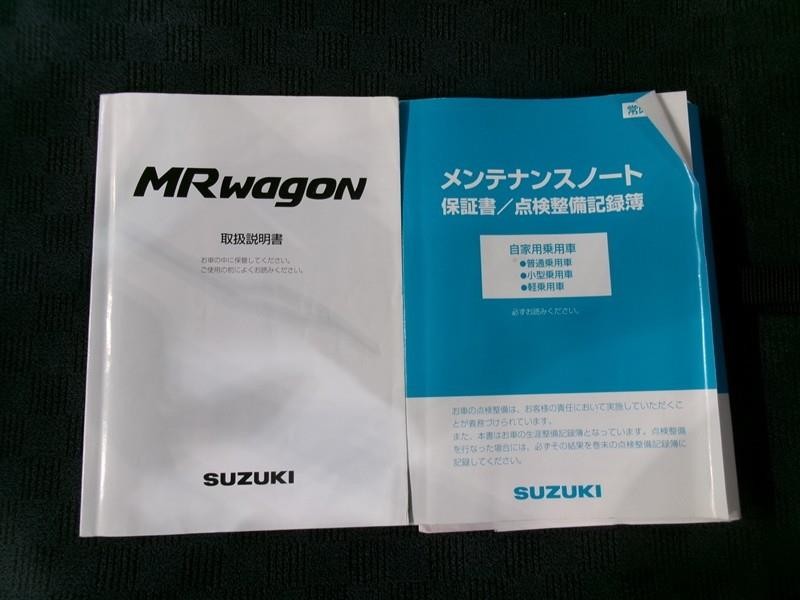 MRwagon
取扱説明書
お車の中に保管してください。
ご使用の前によくお読みください。
SUZUKI
メンテナンスノート
保証書／点検整備記録簿
自家用乗用車
●普通乗用車
●小型乗用車
●軽乗用車
必ずお読みください。
お車の点検整備は、お客様の責任において実施していただくこ
とが義務づけられています。
また、本書はお車の生涯整備記録簿となっています。点検整備
を行なった場合には、必ずその結果を巻末の点検整備記録簿に
記録してください。
SUZUKI